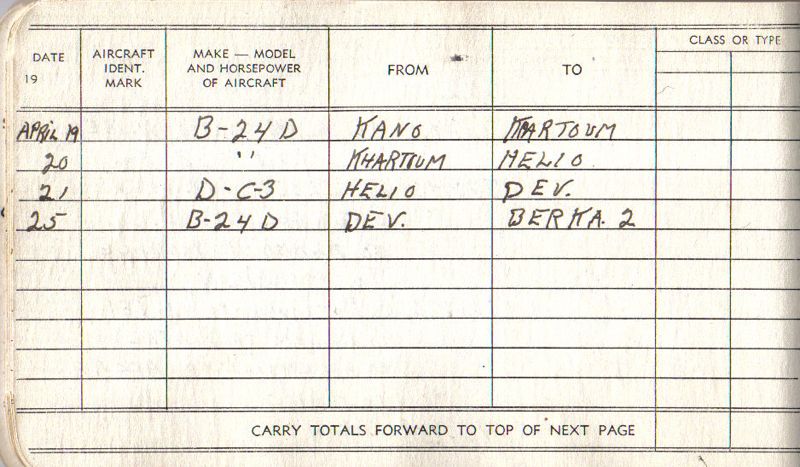 DATE 19 AIRCRAFT IDENT. MARK MAKE — MODEL AND HORSEPOWER OF AIRCRAFT FROM TO CLASS OR TYPE
APRIL 19 B-24 D KANO KHARTOUM
20 " KHARTOUM HELIO.
21 D-C-3 HELIO DEV.
25 B-24 D DEV. BERKA. 2
CARRY TOTALS FORWARD TO TOP OF NEXT PAGE